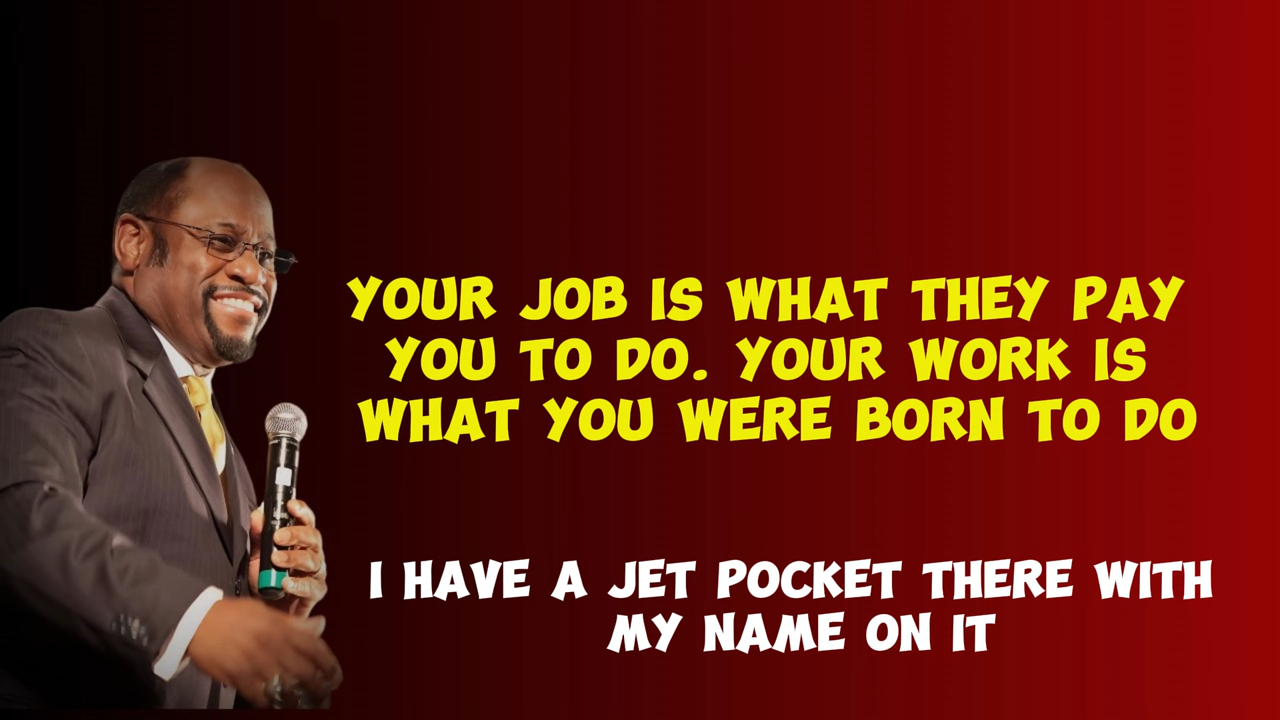 YOUR JOB IS WHAT THEY PAY
YOU TO DO. YOUR WORK IS
WHAT YOU WERE BORN TO DO
I HAVE A JET POCKET THERE WITH
MY NAME ON IT